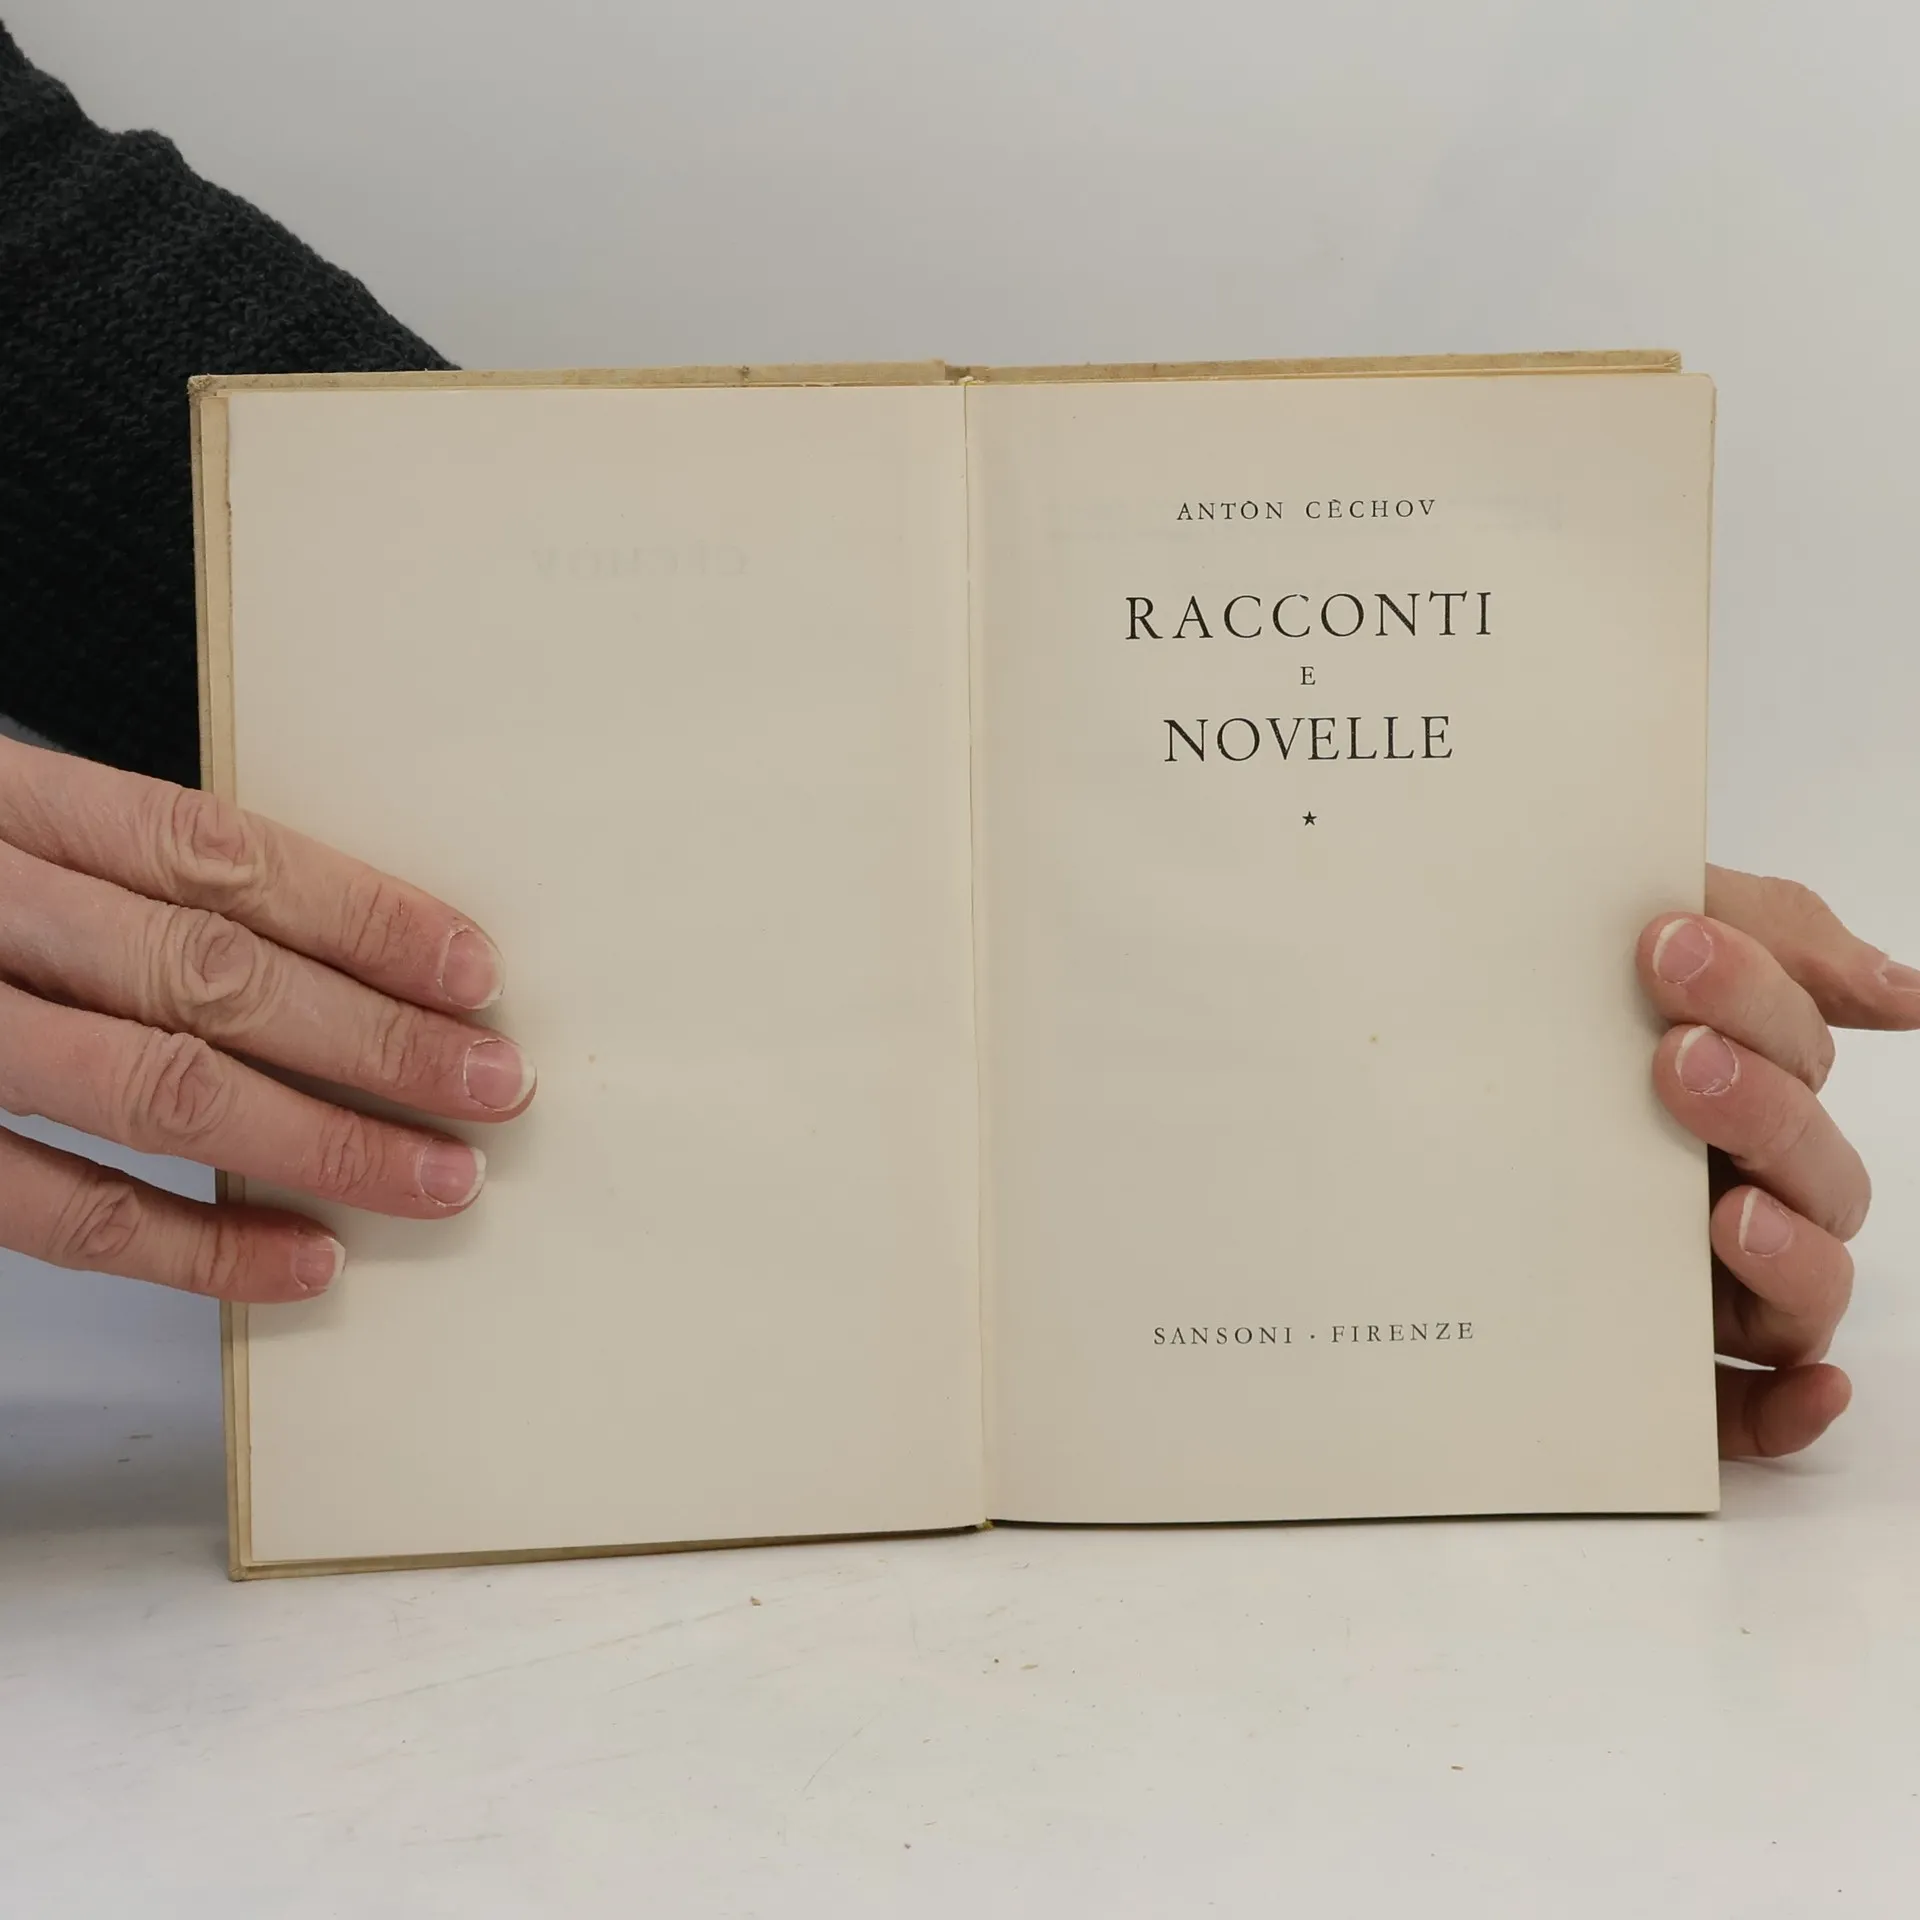 ANTÒN CÈCHOV
RACCONTI
E
NOVELLE
★
SANSONI · FIRENZE